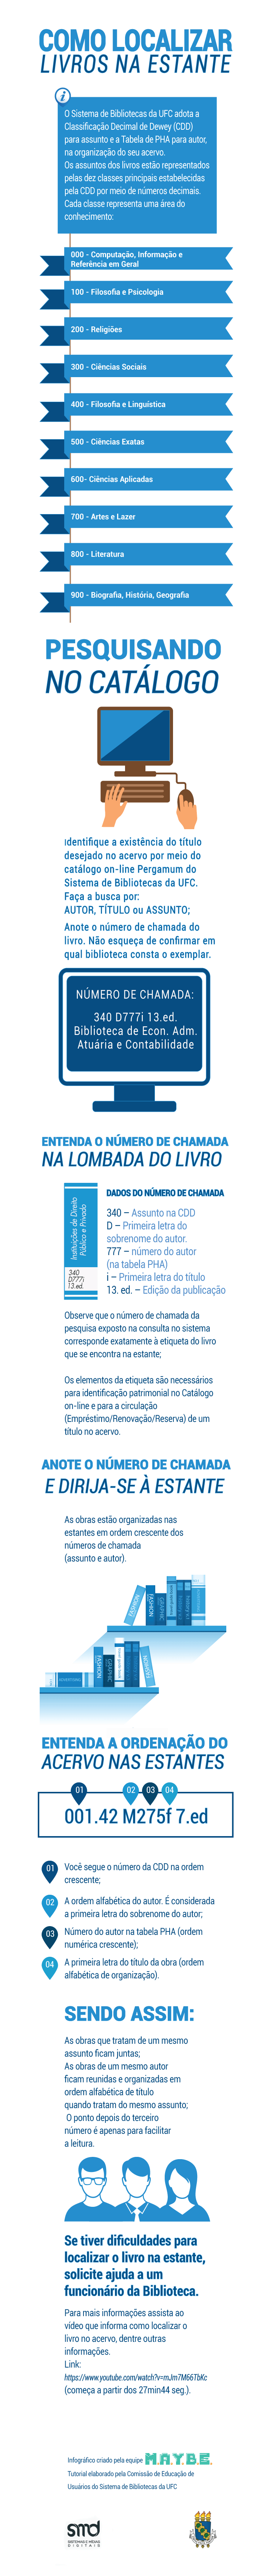 COMO LOCALIZAR
LIVROS NA ESTANTE
i
O Sistema de Bibliotecas da UFC adota a
Classificação Decimal de Dewey (CDD)
para assunto e a Tabela de PHA para autor,
na organização do seu acervo.
Os assuntos dos livros estão representados
pelas dez classes principais estabelecidas
pela CDD por meio de números decimais.
Cada classe representa uma área do
conhecimento:
000 - Computação, Informação e
Referência em Geral
100 - Filosofia e Psicologia
200 - Religiões
300 - Ciências Sociais
400 - Filosofia e Linguística
500 - Ciências Exatas
600- Ciências Aplicadas
700 - Artes e Lazer
800 - Literatura
900 - Biografia, História, Geografia
PESQUISANDO
NO CATÁLOGO
Identifique a existência do título
desejado no acervo por meio do
catálogo on-line Pergamum do
Sistema de Bibliotecas da UFC.
Faça a busca por:
AUTOR, TÍTULO ou ASSUNTO;
Anote o número de chamada do
livro. Não esqueça de confirmar em
qual biblioteca consta o exemplar.
NÚMERO DE CHAMADA:
340 D777i 13.ed.
Biblioteca de Econ. Adm.
Atuária e Contabilidade
ENTENDA O NÚMERO DE CHAMADA
NA LOMBADA DO LIVRO
Instituições de Direito
Público e Privado
340
D777i
13.ed.
DADOS DO NÚMERO DE CHAMADA
340 – Assunto na CDD
D – Primeira letra do
sobrenome do autor.
777 – número do autor
(na tabela PHA)
i – Primeira letra do título
13. ed. – Edição da publicação
Observe que o número de chamada da
pesquisa exposto na consulta no sistema
corresponde exatamente à etiqueta do livro
que se encontra na estante;
Os elementos da etiqueta são necessários
para identificação patrimonial no Catálogo
on-line e para a circulação
(Empréstimo/Renovação/Reserva) de um
título no acervo.
ANOTE O NÚMERO DE CHAMADA
E DIRIJA-SE À ESTANTE
As obras estão organizadas nas
estantes em ordem crescente dos
números de chamada
(assunto e autor).
FASHION
GRAPHIC
FASHION
GRAPHIC
ENTENDA A ORDENAÇÃO DO
ACERVO NAS ESTANTES
01 02 03 04
001.42 M275f 7.ed
01 Você segue o número da CDD na ordem
crescente;
02 A ordem alfabética do autor. É considerada
a primeira letra do sobrenome do autor;
03 Número do autor na tabela PHA (ordem
numérica crescente);
04 A primeira letra do título da obra (ordem
alfabética de organização).
SENDO ASSIM:
As obras que tratam de um mesmo
assunto ficam juntas;
As obras de um mesmo autor
ficam reunidas e organizadas em
ordem alfabética de título
quando tratam do mesmo assunto;
O ponto depois do terceiro
número é apenas para facilitar
a leitura.
Se tiver dificuldades para
localizar o livro na estante,
solicite ajuda a um
funcionário da Biblioteca.
Para mais informações assista ao
vídeo que informa como localizar o
livro no acervo, dentre outras
informações.
Link:
https://www.youtube.com/watch?v=mJm7M66TbKc
(começa a partir dos 27min44 seg.).
Infográfico criado pela equipe M.A.Y.B.E.
Tutorial elaborado pela Comissão de Educação de
Usuários do Sistema de Bibliotecas da UFC
smd
SISTEMAS E MÍDIAS
DIGITAIS